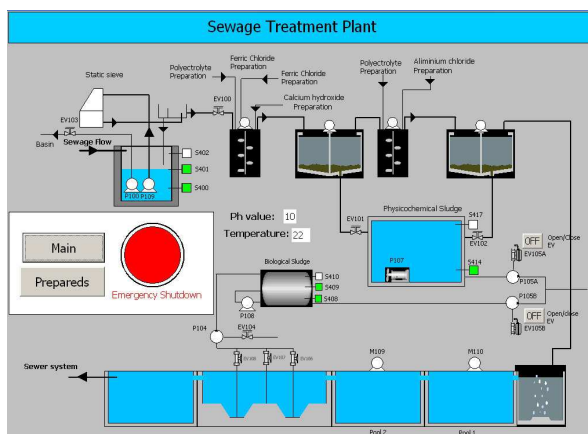 Sewage Treatment Plant
Ferric Chloride
Preparation
Polyectrolyte
Preparation
Ferric Chloride
Preparation
Polyectrolyte
Preparation
Aliminium chloride
Preparation
Static sieve
EV100
Calcium hydroxide
Preparation
EV103
Basin
Sewage Flow
S402
S401
S400
P100
P109
Ph value: 10
Temperature: 22
EV101
Physicochemical Sludge
S417
EV102
P107
S414
OFF
Open/Close
EV
EV105A
P105A
P105B
OFF
Open/Close
EV
EV105B
Main
Prepareds
Emergency Shutdown
Biological Sludge
S410
S409
S408
P108
P104
EV104
Sewer system
M109
M110
Pool 2
Pool 1